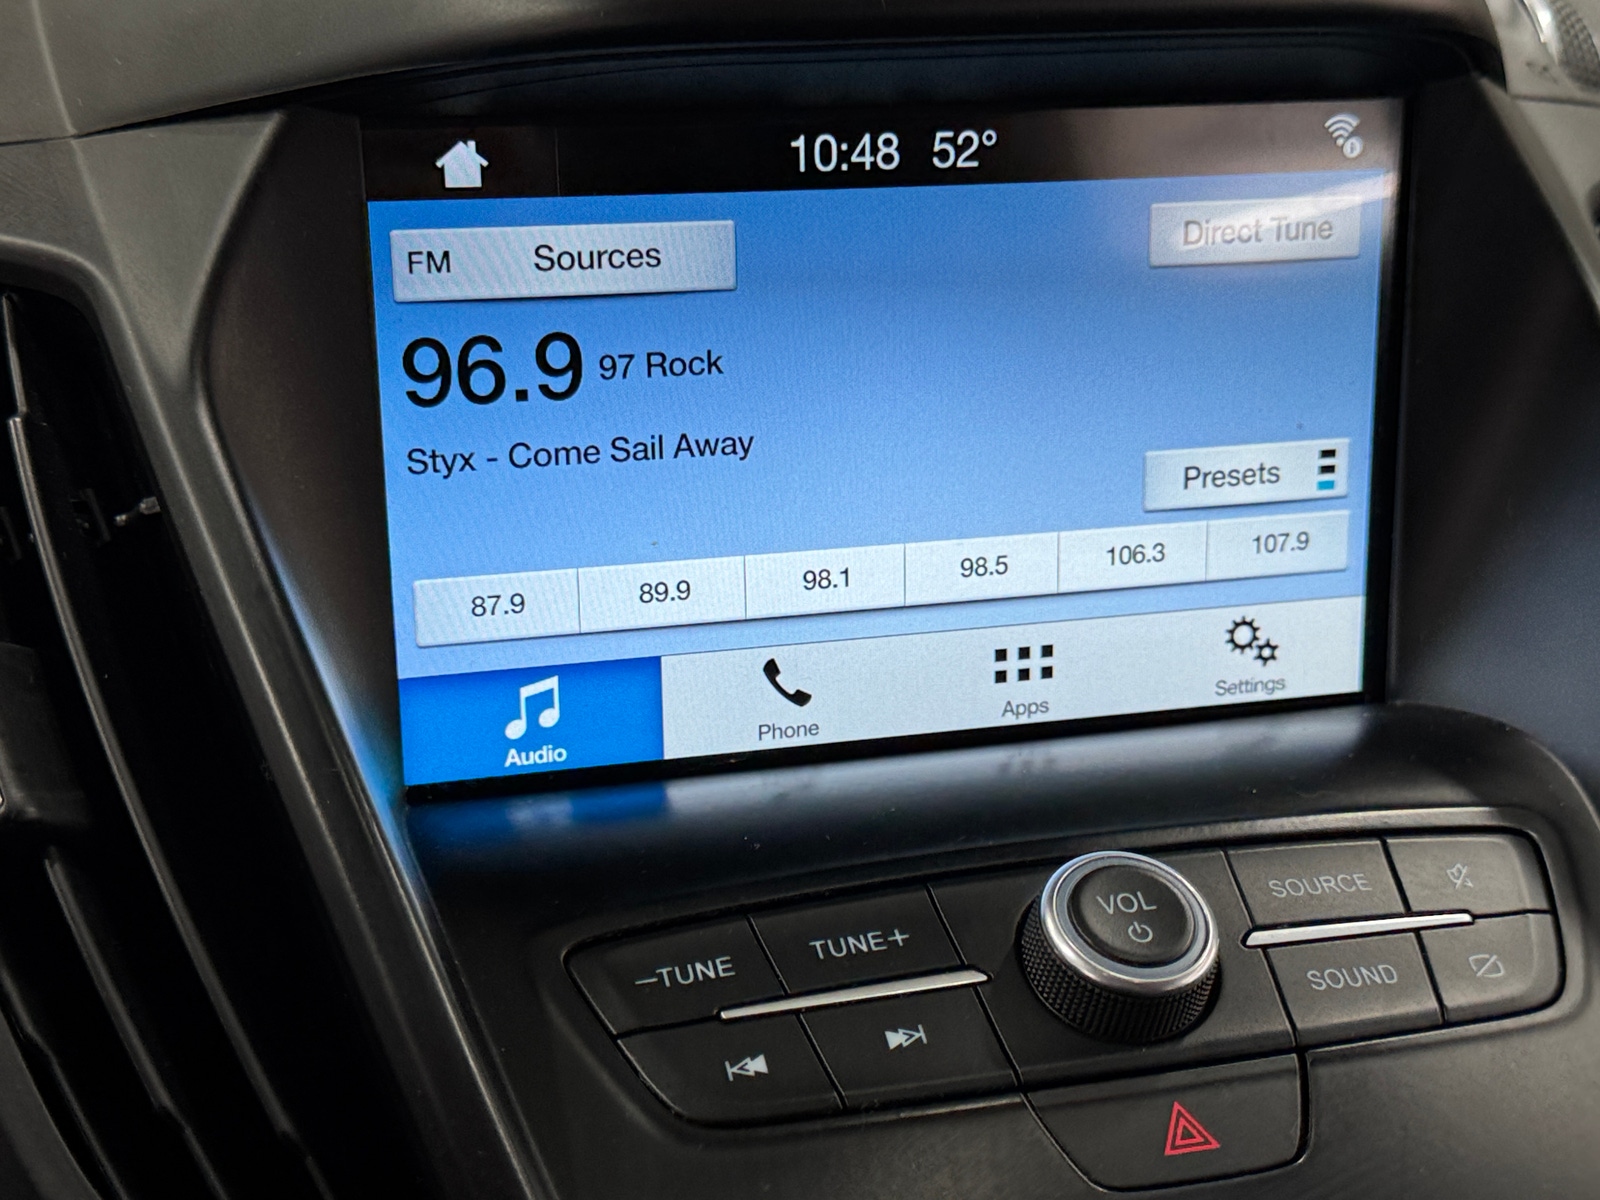 10:48 52°
FM Sources
Direct Tune
96.9 97 Rock
Styx - Come Sail Away
Presets
87.9 89.9 98.1 98.5 106.3 107.9
Audio Phone Apps Settings
VOL
SOURCE
–TUNE TUNE+
SOUND